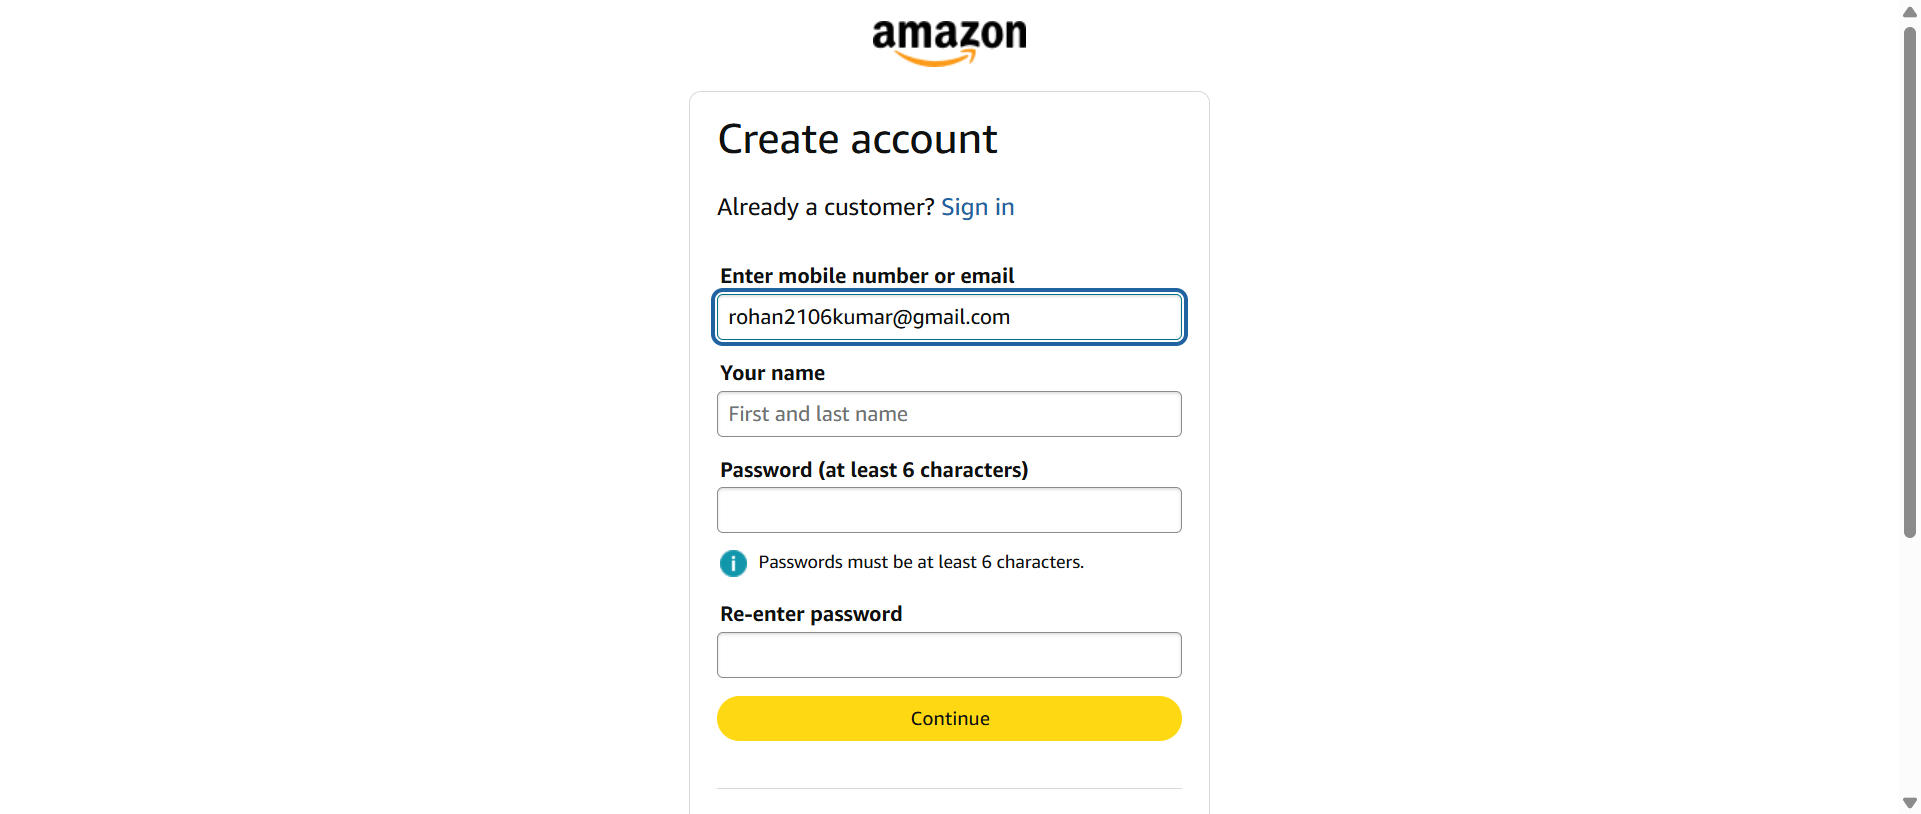 amazon
Create account
Already a customer? Sign in
Enter mobile number or email
rohan2106kumar@gmail.com
Your name
First and last name
Password (at least 6 characters)
i Passwords must be at least 6 characters.
Re-enter password
Continue